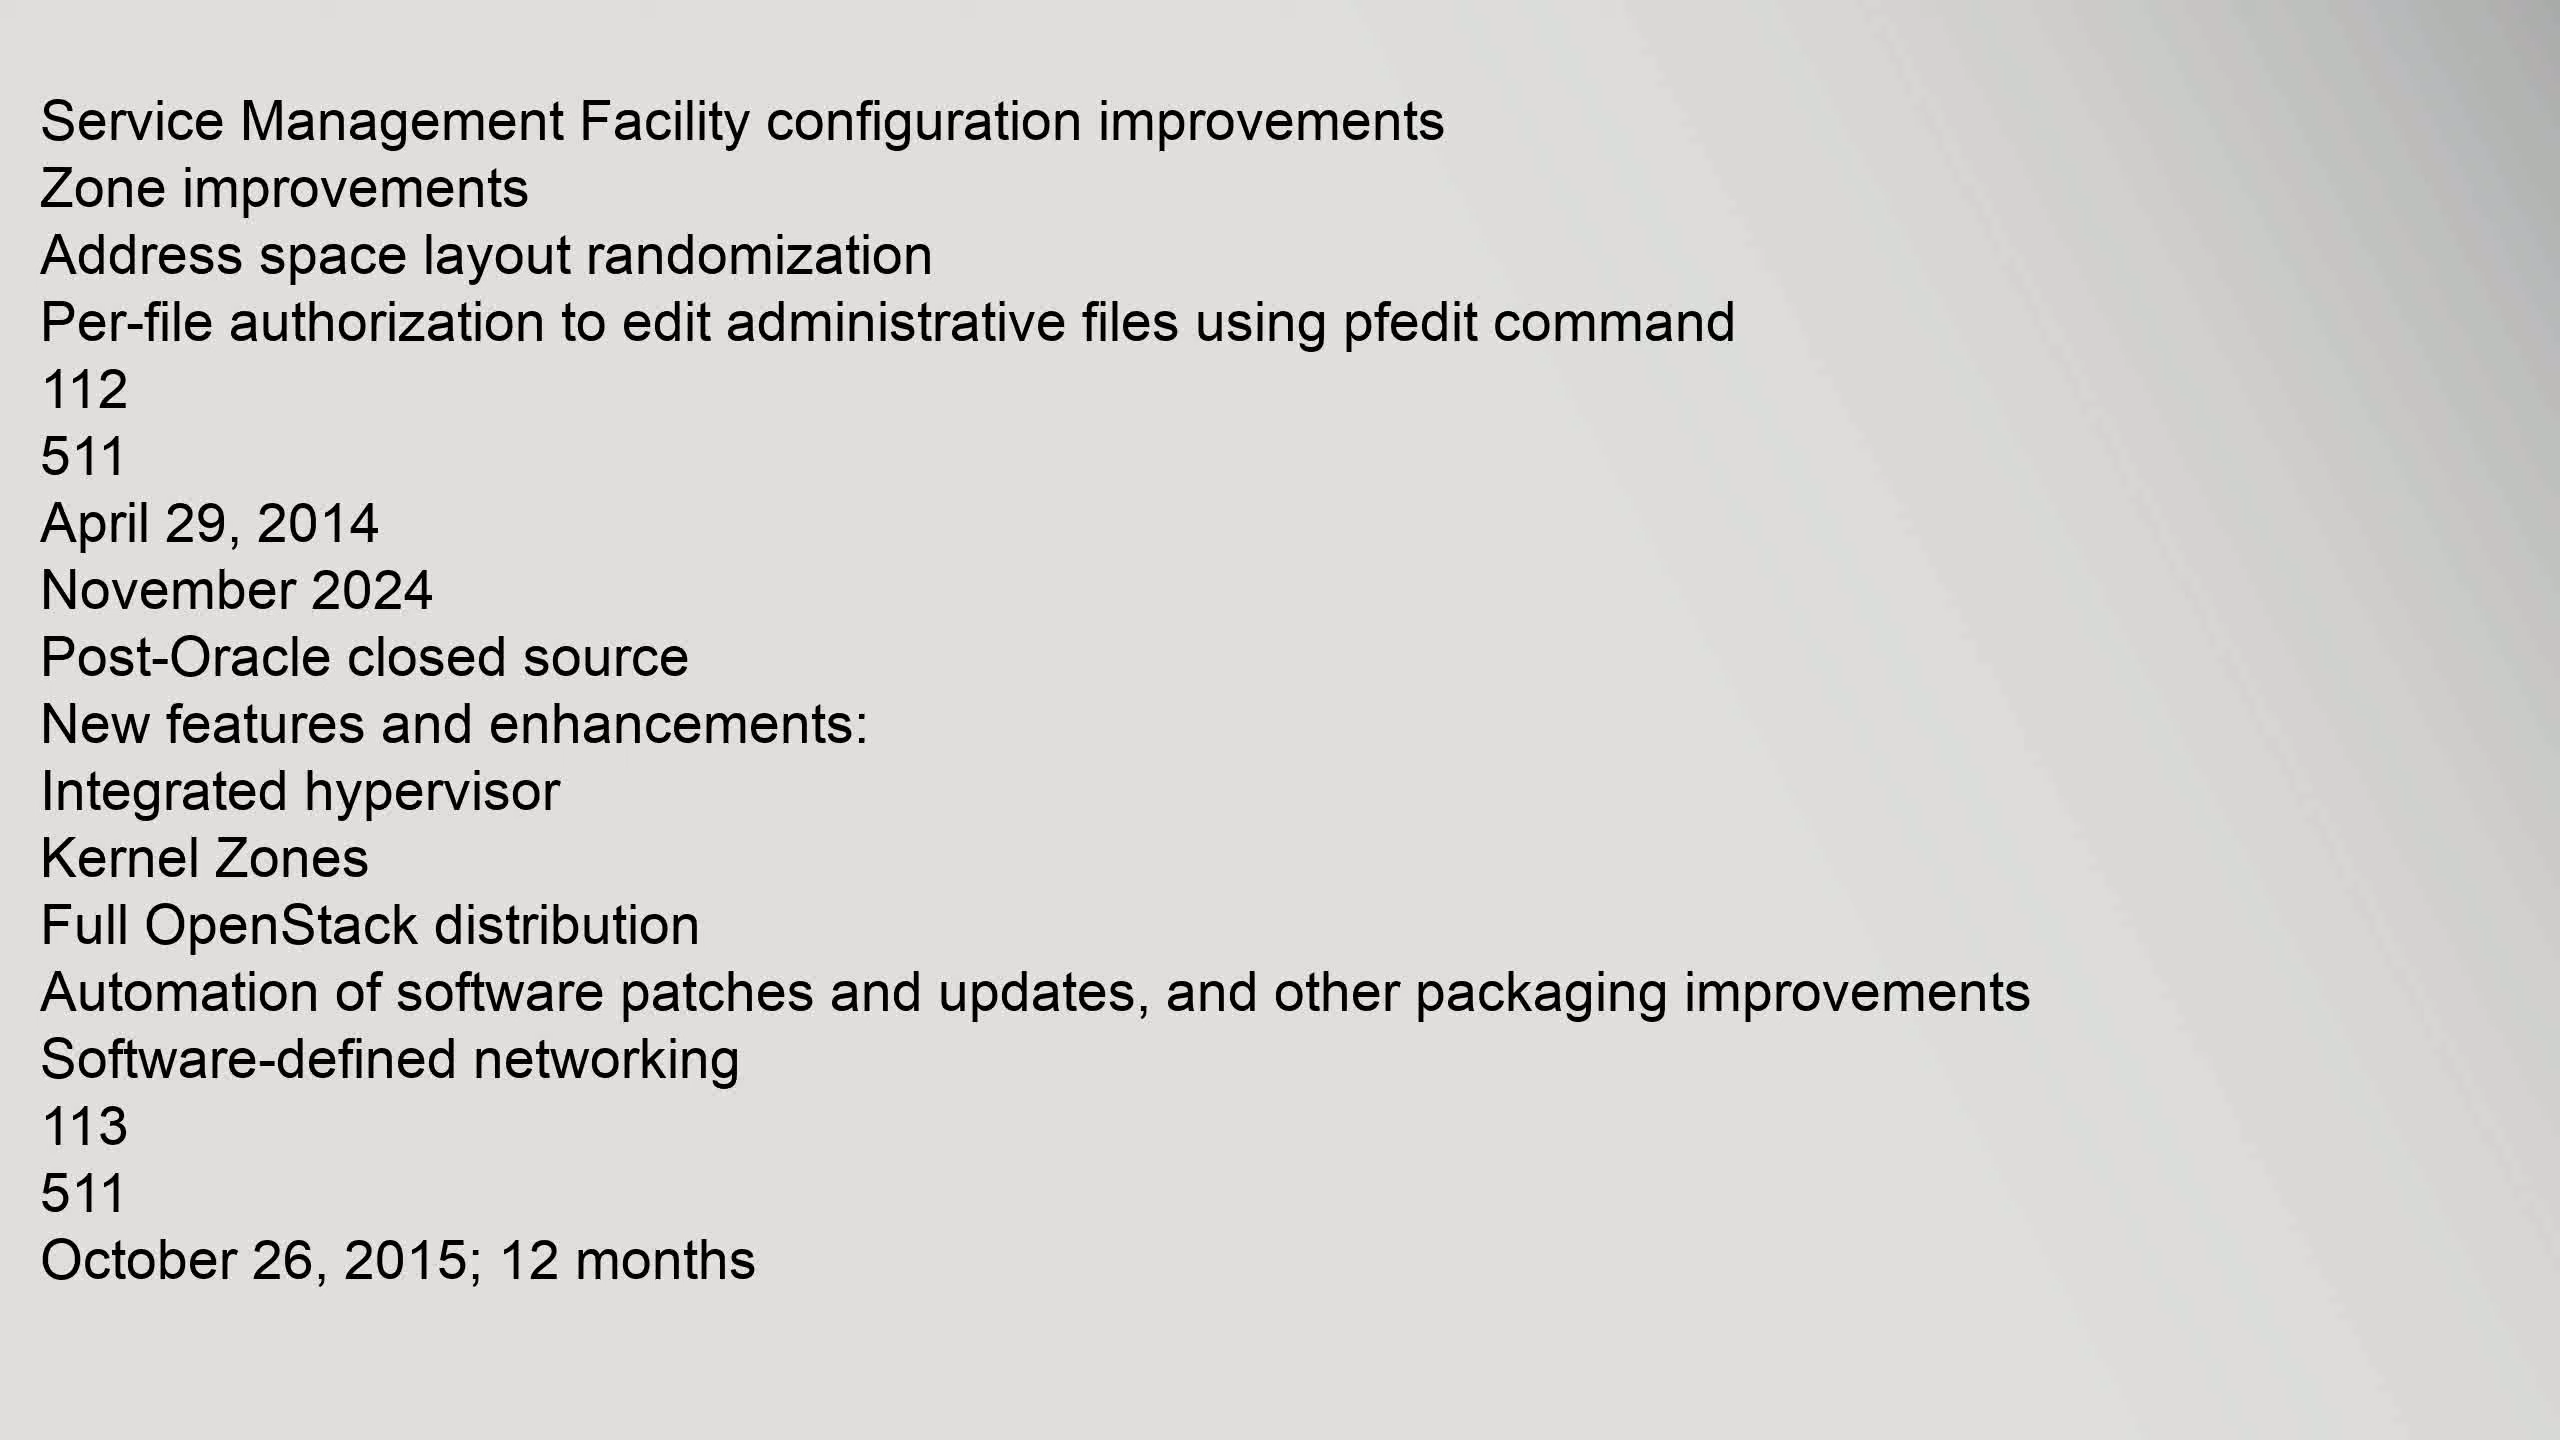 Service Management Facility configuration improvements
Zone improvements
Address space layout randomization
Per-file authorization to edit administrative files using pfedit command
112
511
April 29, 2014
November 2024
Post-Oracle closed source
New features and enhancements:
Integrated hypervisor
Kernel Zones
Full OpenStack distribution
Automation of software patches and updates, and other packaging improvements
Software-defined networking
113
511
October 26, 2015; 12 months